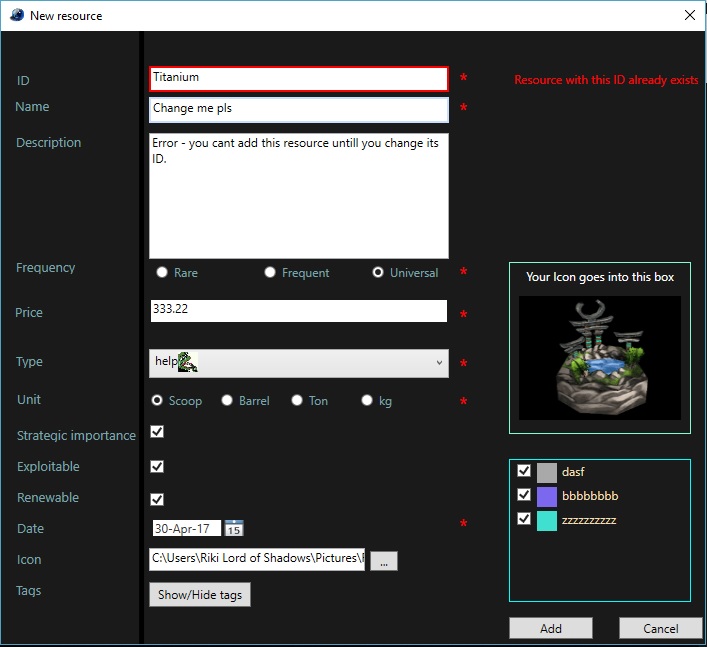 New resource
ID
Titanium
*
Resource with this ID already exists
Name
Change me pls
*
Description
Error - you cant add this resource untill you change its
ID.
Frequency
Rare
Frequent
Universal
*
Your Icon goes into this box
Price
333.22
*
Type
help
*
Unit
Scoop
Barrel
Ton
kg
*
Strategic importance
Exploitable
dasf
Renewable
bbbbbbbb
zzzzzzzzzz
Date
30-Apr-17
15
*
Icon
C:\Users\Riki Lord of Shadows\Pictures\
...
Tags
Show/Hide tags
Add
Cancel